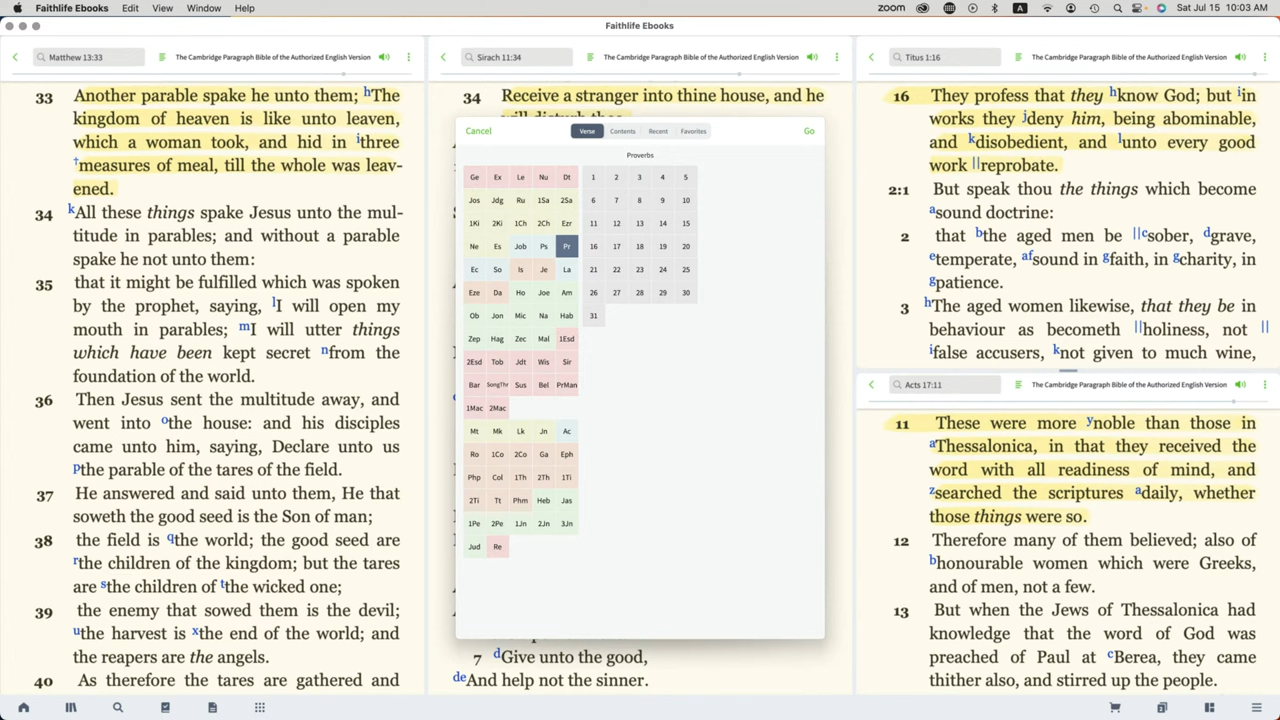 Faithlife Ebooks Edit View Window Help zoom A Sat Jul 15 10:03 AM
Faithlife Ebooks
Matthew 13:33 The Cambridge Paragraph Bible of the Authorized English Version
33 Another parable spake he unto them; hThe
kingdom of heaven is like unto leaven,
which a woman took, and hid in ithree
†measures of meal, till the whole was leav-
ened.
34 kAll these things spake Jesus unto the mul-
titude in parables; and without a parable
spake he not unto them:
35 that it might be fulfilled which was spoken
by the prophet, saying, lI will open my
mouth in parables; mI will utter things
which have been kept secret nfrom the
foundation of the world.
36 Then Jesus sent the multitude away, and
went into othe house: and his disciples
came unto him, saying, Declare unto us
pthe parable of the tares of the field.
37 He answered and said unto them, He that
soweth the good seed is the Son of man;
38 the field is qthe world; the good seed are
rthe children of the kingdom; but the tares
are sthe children of tthe wicked one;
39 the enemy that sowed them is the devil;
uthe harvest is xthe end of the world; and
the reapers are the angels.
40 As therefore the tares are gathered and
Sirach 11:34 The Cambridge Paragraph Bible of the Authorized English Version
34 Receive a stranger into thine house, and he
will disturb thee
Cancel Verse Contents Recent Favorites Go
Proverbs
Ge Ex Le Nu Dt 1 2 3 4 5
Jos Jdg Ru 1Sa 2Sa 6 7 8 9 10
1Ki 2Ki 1Ch 2Ch Ezr 11 12 13 14 15
Ne Es Job Ps Pr 16 17 18 19 20
Ec So Is Je La 21 22 23 24 25
Eze Da Ho Joe Am 26 27 28 29 30
Ob Jon Mic Na Hab 31
Zep Hag Zec Mal 1Esd
2Esd Tob Jdt Wis Sir
Bar SongThr Sus Bel PrMan
1Mac 2Mac
Mt Mk Lk Jn Ac
Ro 1Co 2Co Ga Eph
Php Col 1Th 2Th 1Ti
2Ti Tt Phm Heb Jas
1Pe 2Pe 1Jn 2Jn 3Jn
Jud Re
7 dGive unto the good,
deAnd help not the sinner.
Titus 1:16 The Cambridge Paragraph Bible of the Authorized English Version
16 They profess that they hknow God; but iin
works they jdeny him, being abominable,
and kdisobedient, and lunto every good
work ||reprobate.
2:1 But speak thou the things which become
asound doctrine:
2 that bthe aged men be ||csober, dgrave,
etemperate, afsound in gfaith, in gcharity, in
gpatience.
3 hThe aged women likewise, that they be in
behaviour as becometh ||holiness, not ||
ifalse accusers, knot given to much wine,
Acts 17:11 The Cambridge Paragraph Bible of the Authorized English Version
11 These were more ynoble than those in
aThessalonica, in that they received the
word with all readiness of mind, and
zsearched the scriptures adaily, whether
those things were so.
12 Therefore many of them believed; also of
bhonourable women which were Greeks,
and of men, not a few.
13 But when the Jews of Thessalonica had
knowledge that the word of God was
preached of Paul at cBerea, they came
thither also, and stirred up the people.